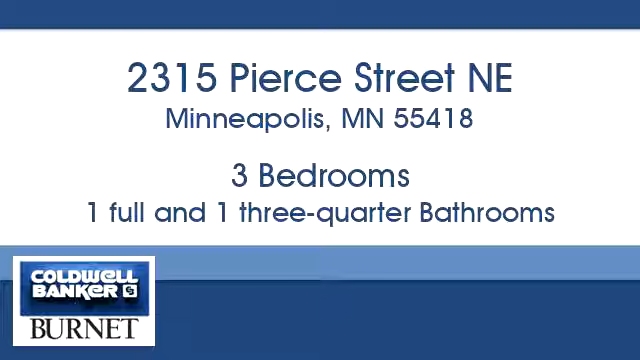 2315 Pierce Street NE
Minneapolis, MN 55418
3 Bedrooms
1 full and 1 three-quarter Bathrooms
COLDWELL
BANKER
BURNET